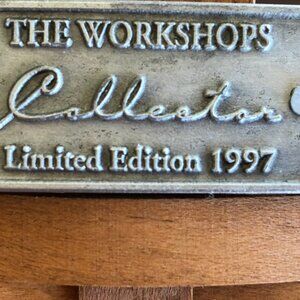 THE WORKSHOPS
Collector
Limited Edition 1997